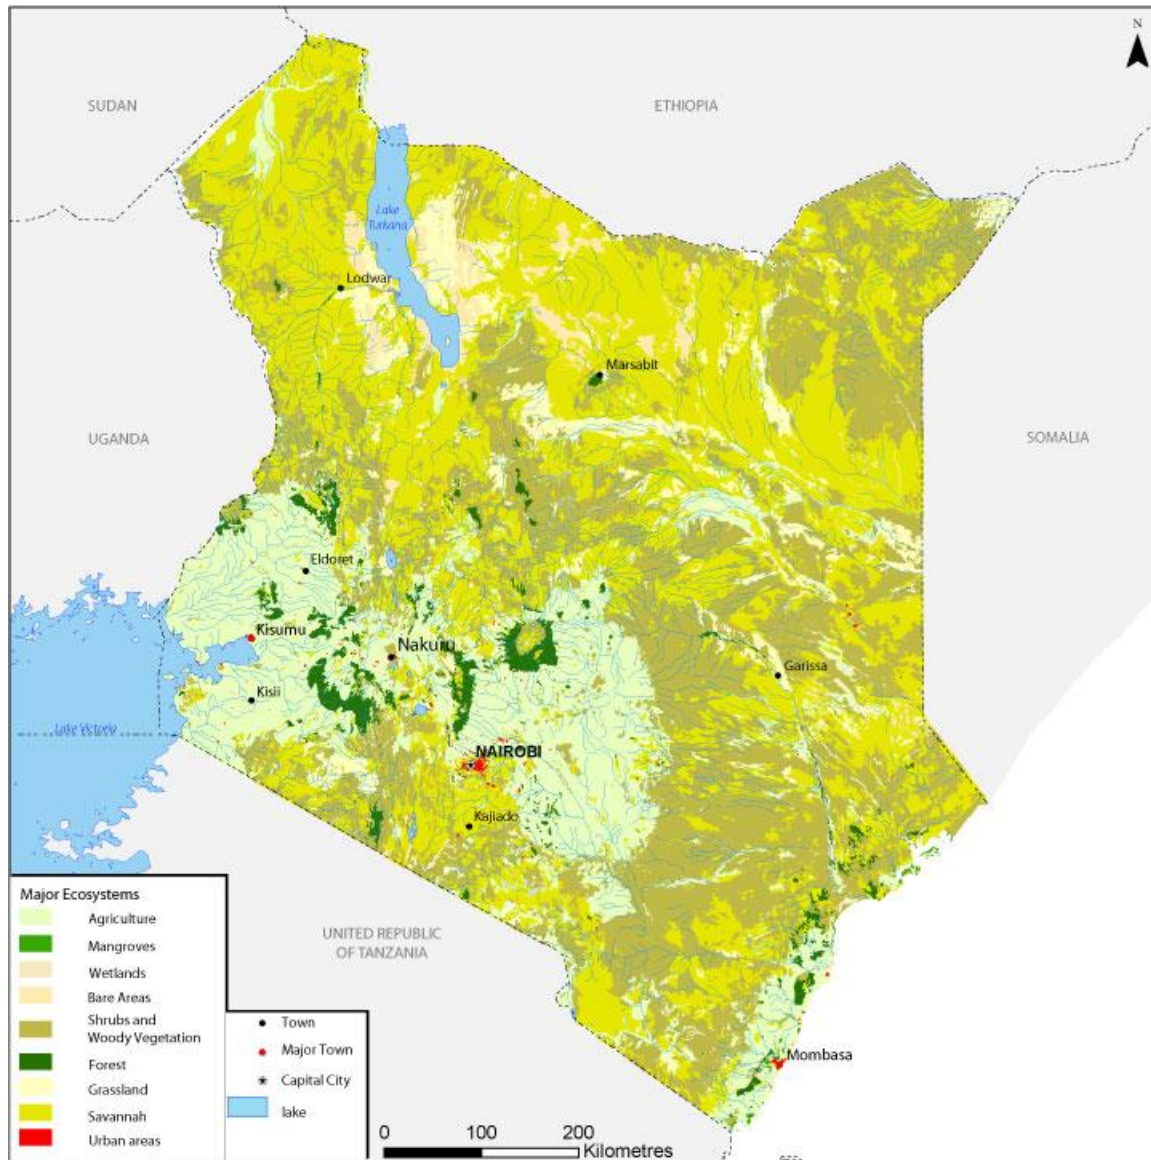 N
SUDAN
ETHIOPIA
Lake
Turkana
Lodwar
Marsabit
UGANDA
SOMALIA
Eldoret
Kisumu
Nakuru
Garissa
Kisii
Lake Victoria
NAIROBI
Kajiado
UNITED REPUBLIC
OF TANZANIA
Mombasa
Major Ecosystems
Agriculture
Mangroves
Wetlands
Bare Areas
Shrubs and
Woody Vegetation
Forest
Grassland
Savannah
Urban areas
Town
Major Town
Capital City
lake
0 100 200
Kilometres